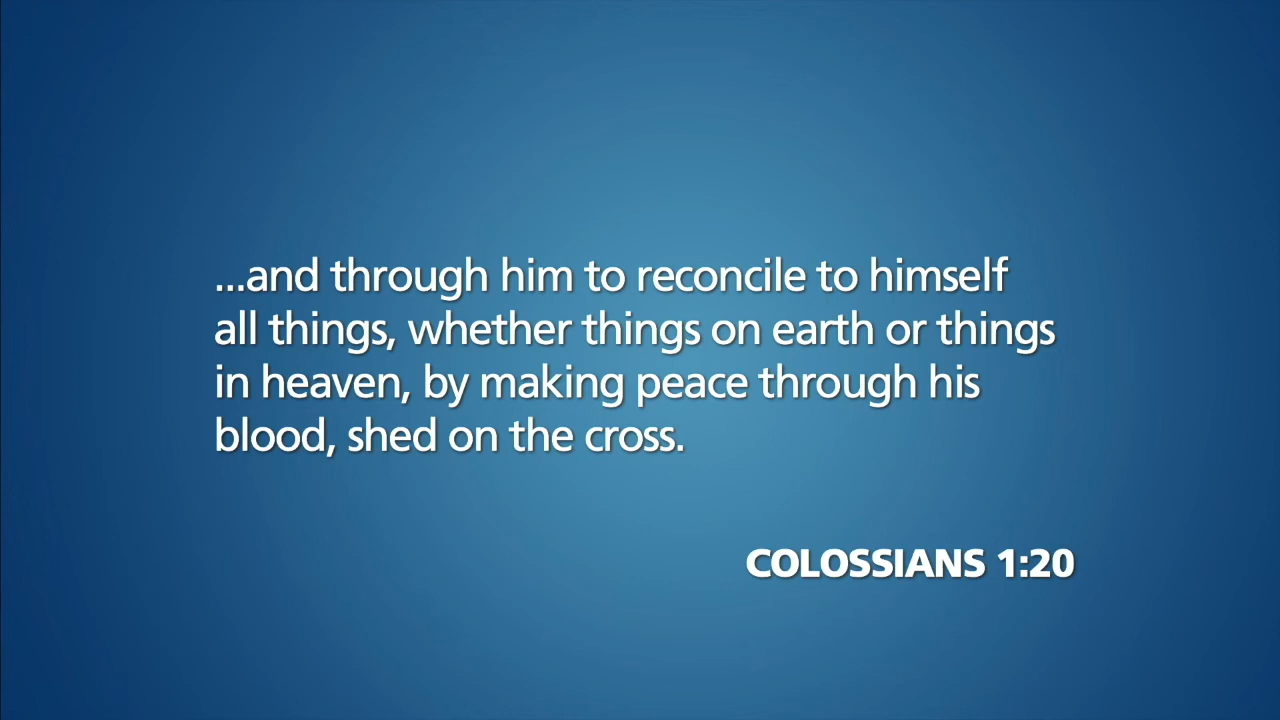 ...and through him to reconcile to himself
all things, whether things on earth or things
in heaven, by making peace through his
blood, shed on the cross.
COLOSSIANS 1:20